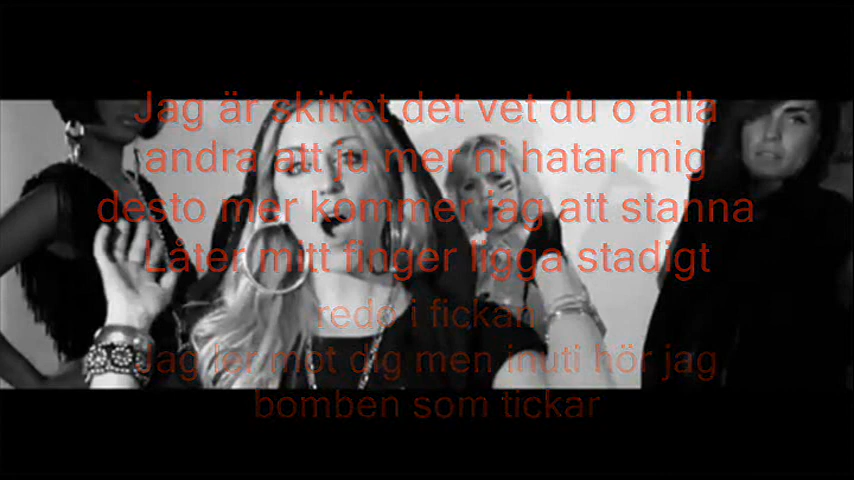 Jag är skitfet det vet du o alla
andra att ju mer ni hatar mig
desto mer kommer jag att stanna
Låter mitt finger ligga stadigt
redo i fickan
Jag ler mot dig men inuti hör jag
bomben som tickar